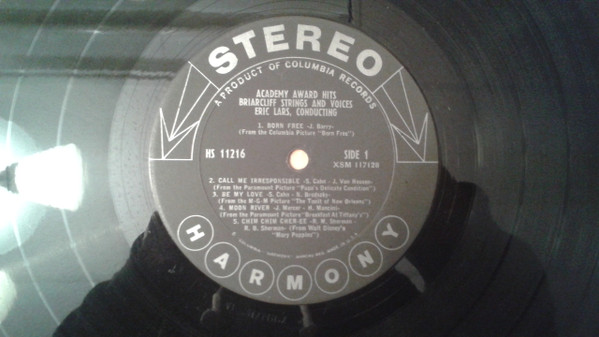 STEREO
A PRODUCT OF COLUMBIA RECORDS
ACADEMY AWARD HITS
BRIARCLIFF STRINGS AND VOICES
ERIC LARS, CONDUCTING
1. BORN FREE -J. Barry-
(From the Columbia Picture "Born Free")
HS 11216
SIDE 1
XSM 117120
2. CALL ME IRRESPONSIBLE -S. Cahn - J. Van Heusen-
(From the Paramount Picture "Papa's Delicate Condition")
3. BE MY LOVE -S. Cahn - N. Brodszky-
(From the M-G-M Picture "The Toast of New Orleans")
4. MOON RIVER -J. Mercer - H. Mancini-
(From the Paramount Picture "Breakfast At Tiffany's")
5. CHIM CHIM CHER-EE -R. M. Sherman -
R. B. Sherman- (From Walt Disney's
"Mary Poppins")
HARMONY